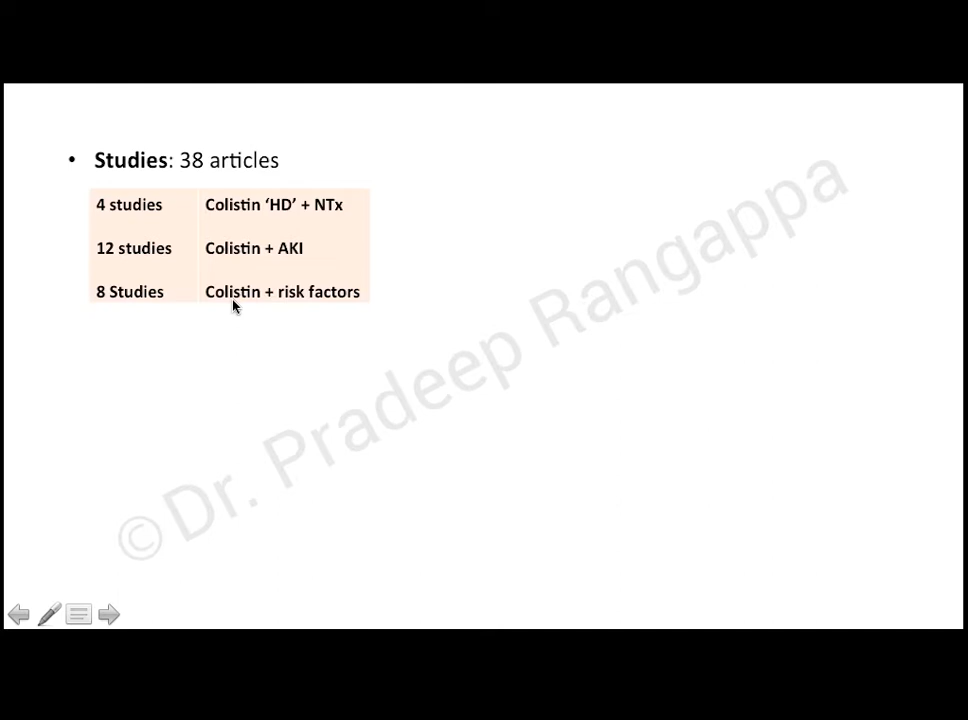 • Studies: 38 articles
4 studies Colistin ‘HD’ + NTx
12 studies Colistin + AKI
8 Studies Colistin + risk factors
© Dr. Pradeep Rangappa